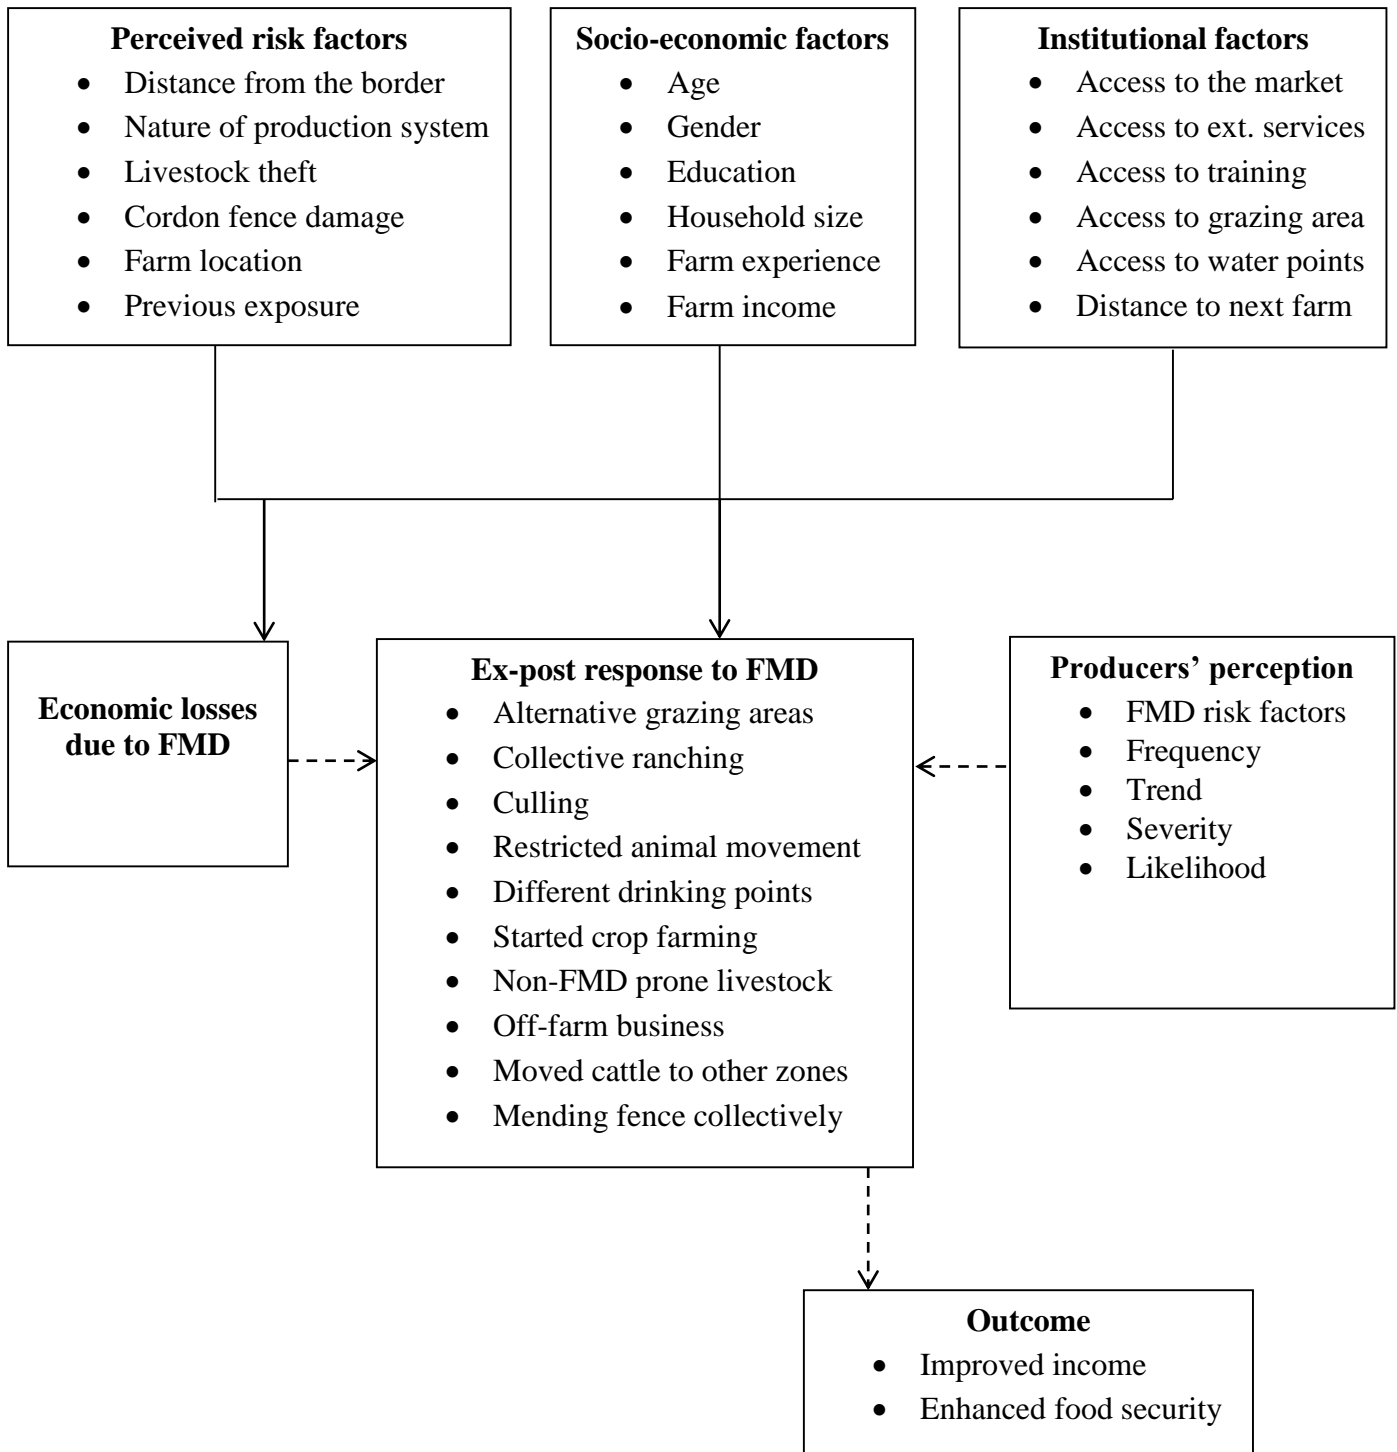 Perceived risk factors
• Distance from the border
• Nature of production system
• Livestock theft
• Cordon fence damage
• Farm location
• Previous exposure
Socio-economic factors
• Age
• Gender
• Education
• Household size
• Farm experience
• Farm income
Institutional factors
• Access to the market
• Access to ext. services
• Access to training
• Access to grazing area
• Access to water points
• Distance to next farm
Economic losses
due to FMD
Ex-post response to FMD
• Alternative grazing areas
• Collective ranching
• Culling
• Restricted animal movement
• Different drinking points
• Started crop farming
• Non-FMD prone livestock
• Off-farm business
• Moved cattle to other zones
• Mending fence collectively
Producers’ perception
• FMD risk factors
• Frequency
• Trend
• Severity
• Likelihood
Outcome
• Improved income
• Enhanced food security